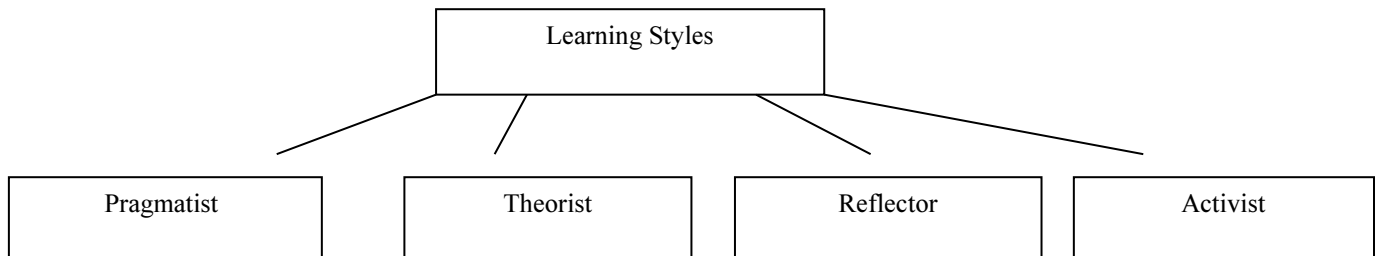 Learning Styles
Pragmatist
Theorist
Reflector
Activist